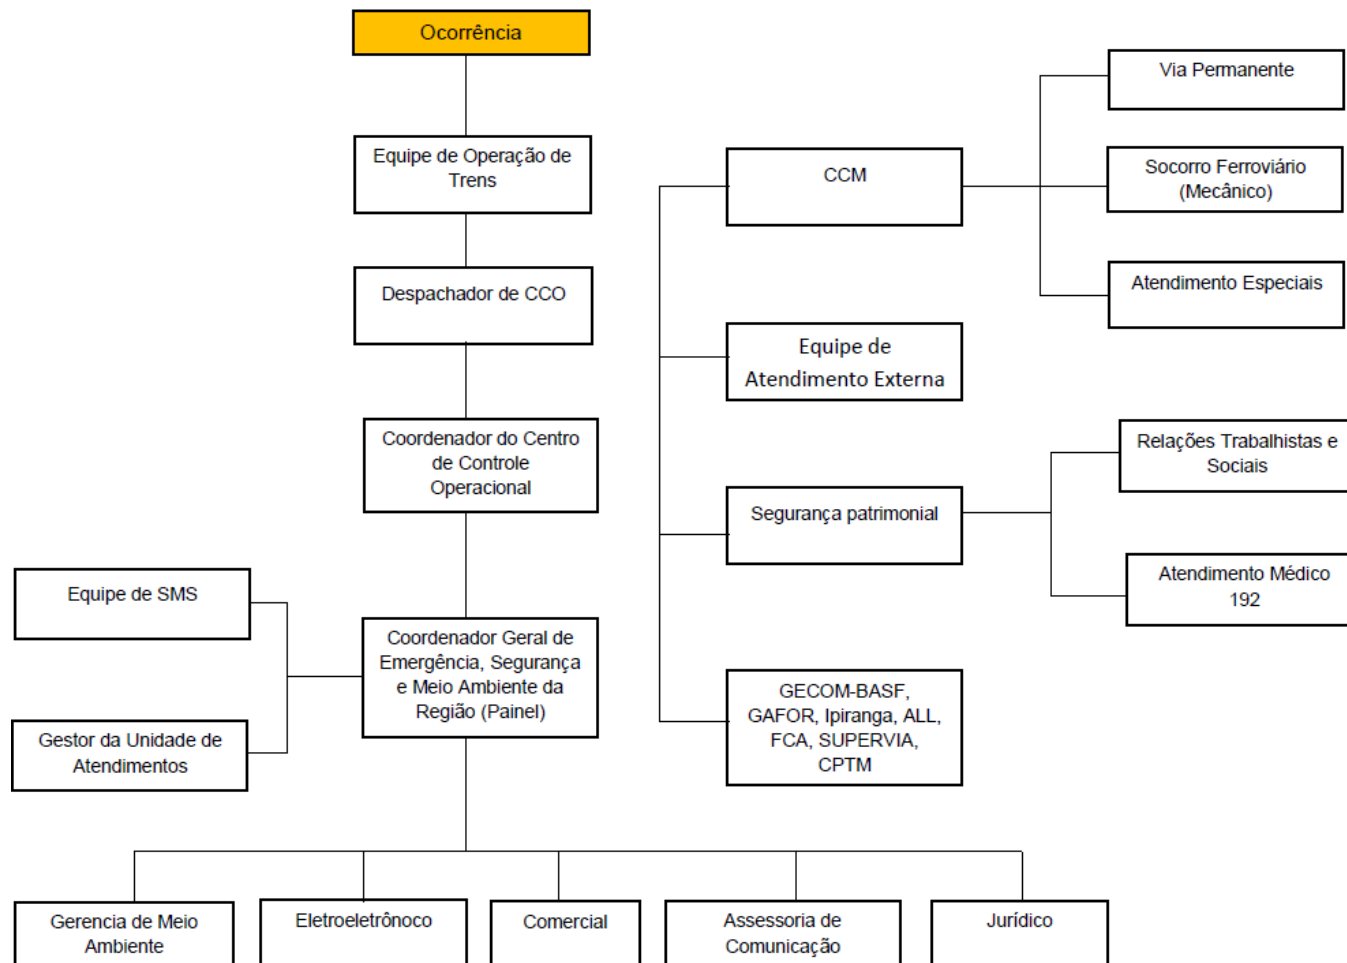 Ocorrência
Equipe de Operação de
Trens
Despachador de CCO
Coordenador do Centro
de Controle
Operacional
Coordenador Geral de
Emergência, Segurança
e Meio Ambiente da
Região (Painel)
Equipe de SMS
Gestor da Unidade de
Atendimentos
CCM
Via Permanente
Socorro Ferroviário
(Mecânico)
Atendimento Especiais
Equipe de
Atendimento Externa
Segurança patrimonial
Relações Trabalhistas e
Sociais
Atendimento Médico
192
GECOM-BASF,
GAFOR, Ipiranga, ALL,
FCA, SUPERVIA,
CPTM
Gerencia de Meio
Ambiente
Eletroeletrônoco
Comercial
Assessoria de
Comunicação
Jurídico